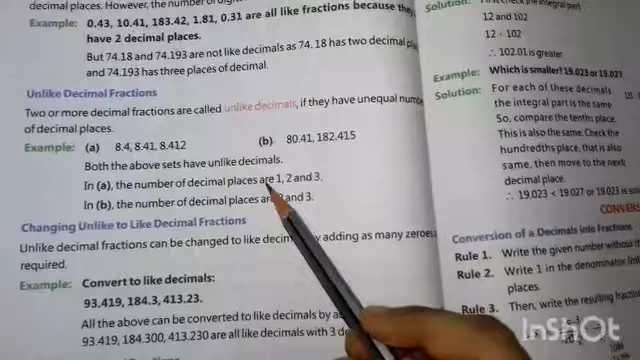 decimal places. However, the number of
Example: 0.43, 10.41, 183.42, 1.81, 0.31 are all like fractions because they
have 2 decimal places.
But 74.18 and 74.193 are not like decimals as 74. 18 has two decimal
and 74.193 has three places of decimal.
Unlike Decimal Fractions
Two or more decimal fractions are called unlike decimals, if they have unequal
of decimal places.
Example: (a) 8.4, 8.41, 8.412 (b) 80.41, 182.415
Both the above sets have unlike decimals.
In (a), the number of decimal places are 1, 2 and 3.
In (b), the number of decimal places are and 3.
Changing Unlike to Like Decimal Fractions
Unlike decimal fractions can be changed to like adding as many zeroes
required.
Example: Convert to like decimals:
93.419, 184.3, 413.23.
All the above can be converted to like decimals by
93.419, 184.300, 413.230 are all like decimals with 3
Solution: check the integral part
12 and 102
12 < 102
∴ 102.01 is greater.
Example: Which is smaller? 19.023 or 19.027
Solution: For each of these decimals
the integral part is the same
So, compare the tenths place.
This is also the same. Check the
hundredths place, that is also
same, then move to the next
decimal place.
∴ 19.023 < 19.027 or 19.023 is
CONVERS
Conversion of a Decimals into Fractions
Rule 1. Write the given number without
Rule 2. Write 1 in the denominator
places.
Rule 3. Then, write the resulting
InShOt